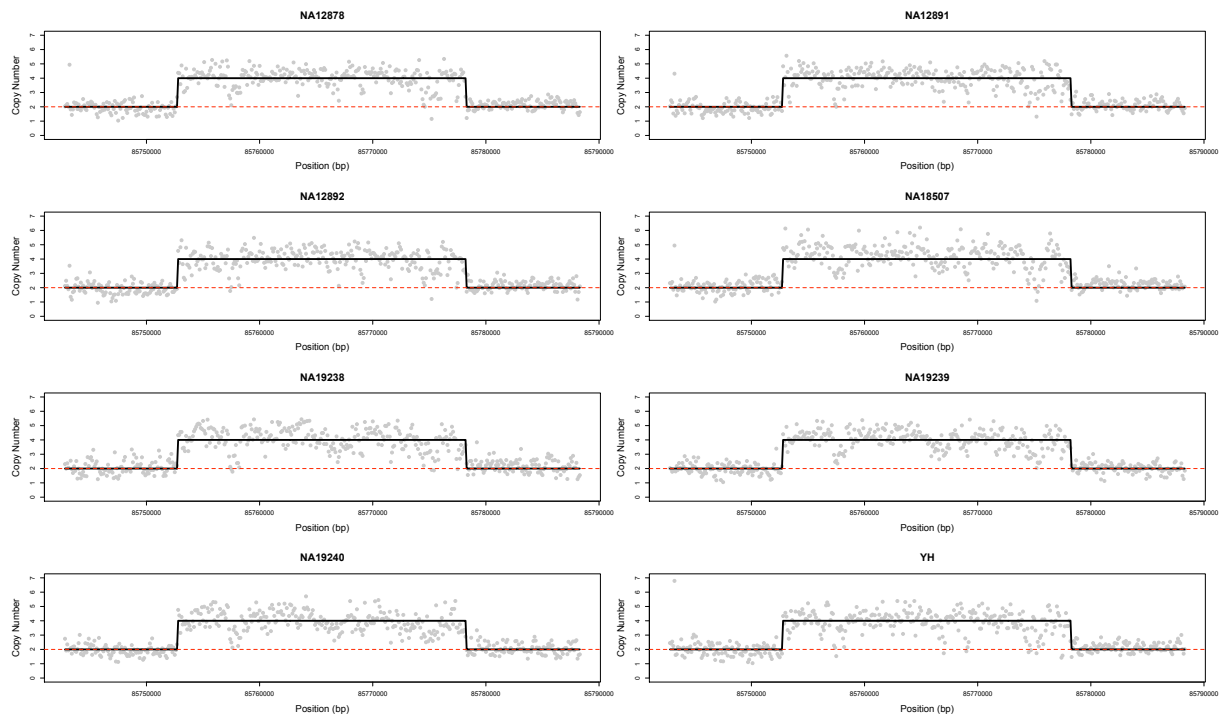 NA12878
Copy Number
0 1 2 3 4 5 6 7
85750000 85760000 85770000 85780000 85790000
Position (bp)
NA12891
Copy Number
0 1 2 3 4 5 6 7
85750000 85760000 85770000 85780000 85790000
Position (bp)
NA12892
Copy Number
0 1 2 3 4 5 6 7
85750000 85760000 85770000 85780000 85790000
Position (bp)
NA18507
Copy Number
0 1 2 3 4 5 6 7
85750000 85760000 85770000 85780000 85790000
Position (bp)
NA19238
Copy Number
0 1 2 3 4 5 6 7
85750000 85760000 85770000 85780000 85790000
Position (bp)
NA19239
Copy Number
0 1 2 3 4 5 6 7
85750000 85760000 85770000 85780000 85790000
Position (bp)
NA19240
Copy Number
0 1 2 3 4 5 6 7
85750000 85760000 85770000 85780000 85790000
Position (bp)
YH
Copy Number
0 1 2 3 4 5 6 7
85750000 85760000 85770000 85780000 85790000
Position (bp)